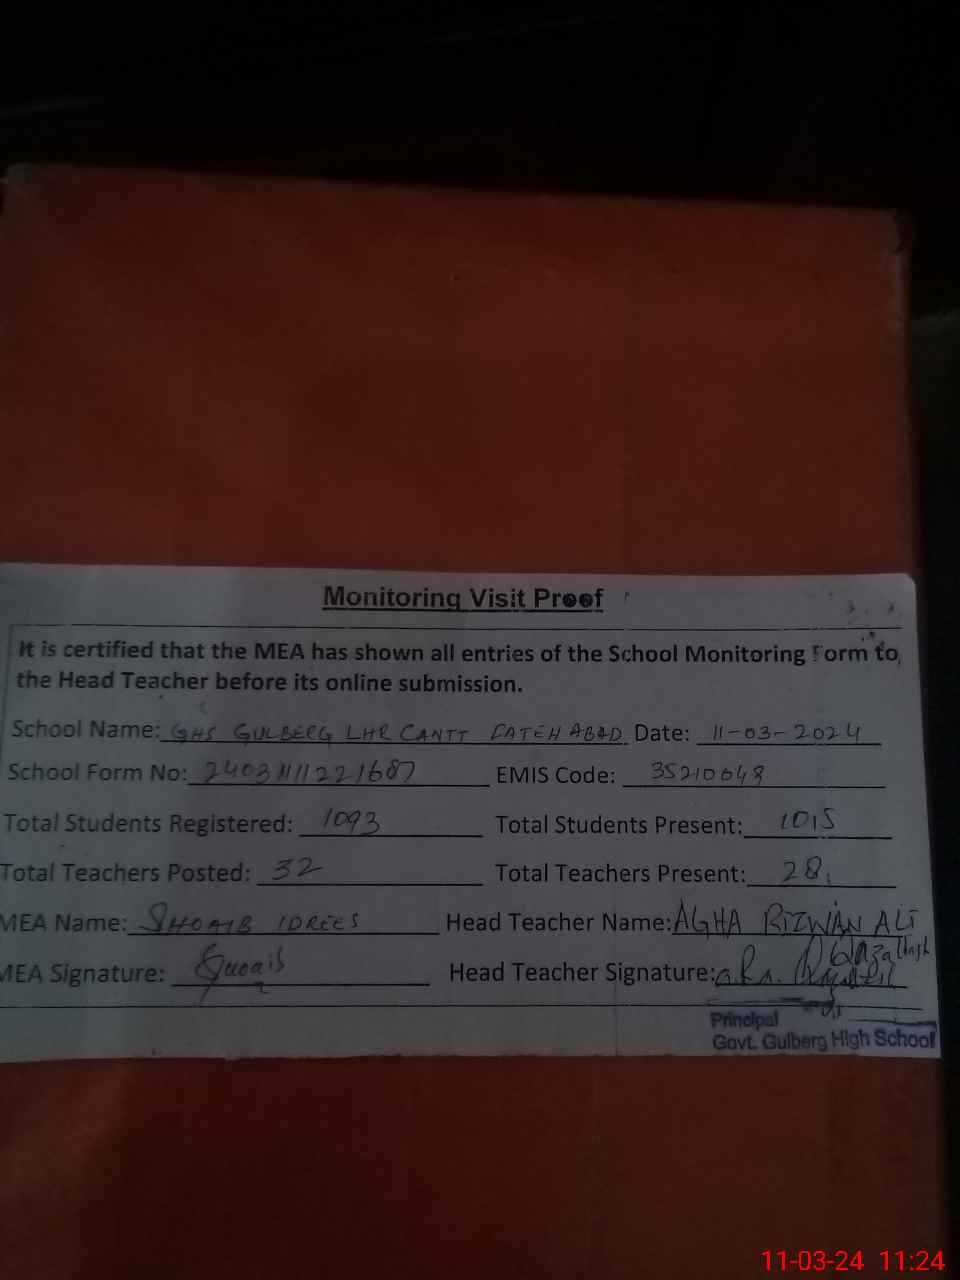 Monitoring Visit Proof
It is certified that the MEA has shown all entries of the School Monitoring Form to
the Head Teacher before its online submission.
School Name: GHS GULBERG LHR CANTT FATEH ABAD Date: 11-03-2024
School Form No: 24031111221687 EMIS Code: 35210648
Total Students Registered: 1093 Total Students Present: 1015
Total Teachers Posted: 32 Total Teachers Present: 28
MEA Name: SHOAIB IDREES Head Teacher Name: AGHA RIZWAN ALI
MEA Signature: Shoaib Head Teacher Signature:
Principal
Govt. Gulberg High School
11-03-24 11:24